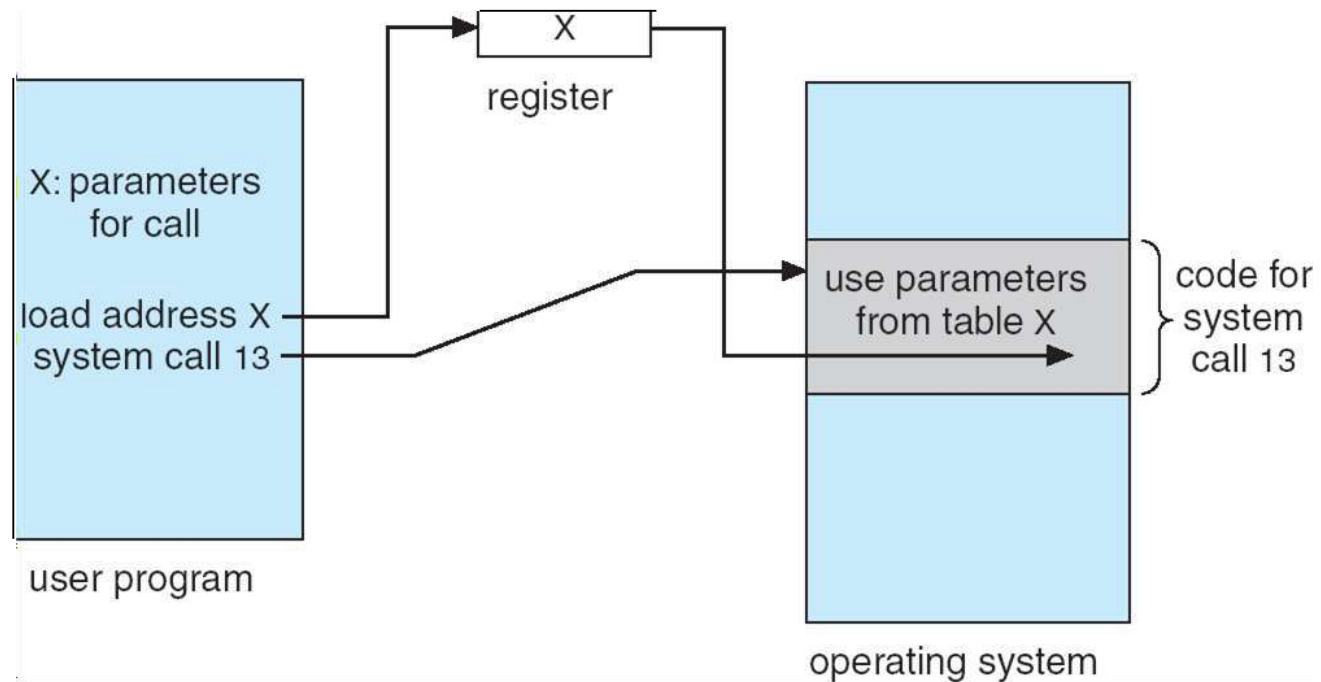 X
register
X: parameters
for call
load address X
system call 13
use parameters
from table X
code for
system
call 13
user program
operating system